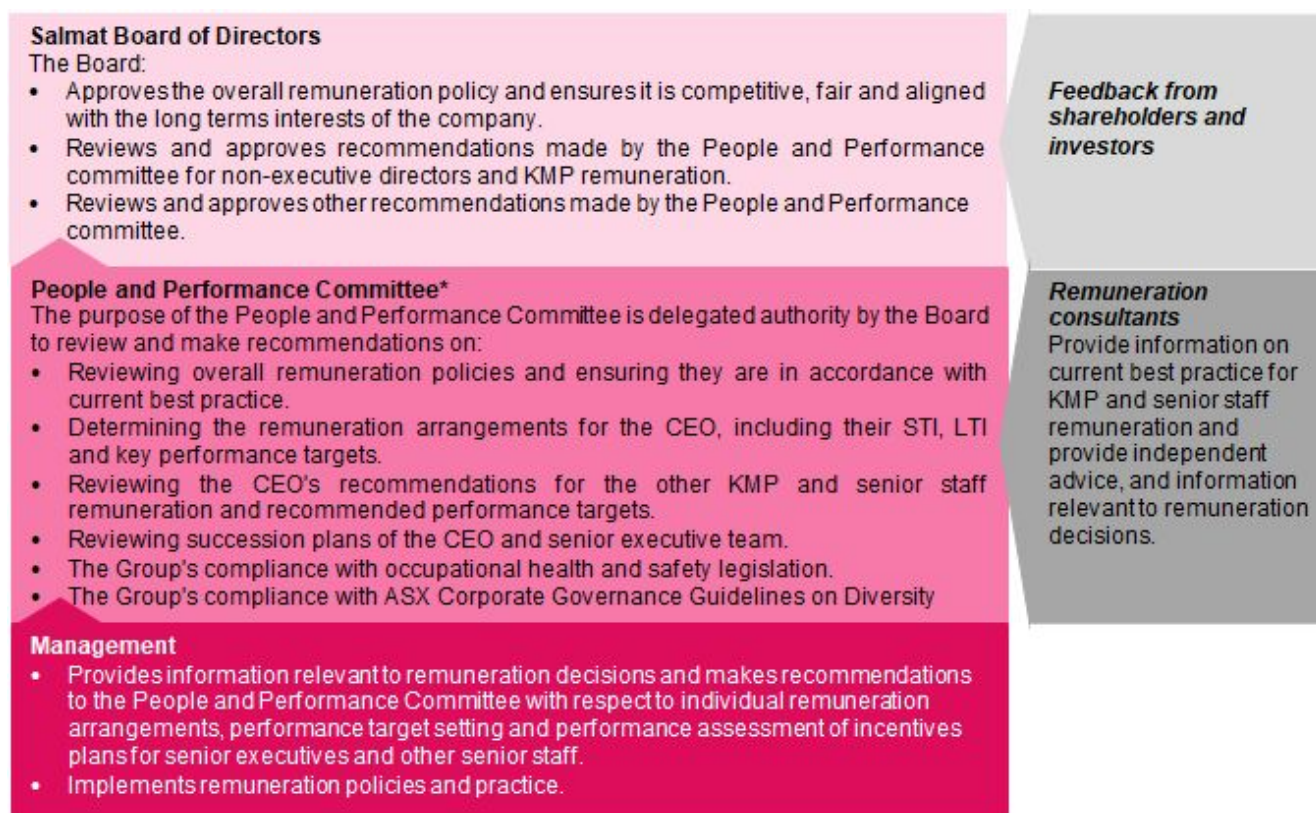 Salmat Board of Directors
The Board:
• Approves the overall remuneration policy and ensures it is competitive, fair and aligned
with the long terms interests of the company.
• Reviews and approves recommendations made by the People and Performance
committee for non-executive directors and KMP remuneration.
• Reviews and approves other recommendations made by the People and Performance
committee.
Feedback from
shareholders and
investors
People and Performance Committee*
The purpose of the People and Performance Committee is delegated authority by the Board
to review and make recommendations on:
• Reviewing overall remuneration policies and ensuring they are in accordance with
current best practice.
• Determining the remuneration arrangements for the CEO, including their STI, LTI
and key performance targets.
• Reviewing the CEO's recommendations for the other KMP and senior staff
remuneration and recommended performance targets.
• Reviewing succession plans of the CEO and senior executive team.
• The Group's compliance with occupational health and safety legislation.
• The Group's compliance with ASX Corporate Governance Guidelines on Diversity
Remuneration
consultants
Provide information on
current best practice for
KMP and senior staff
remuneration and
provide independent
advice, and information
relevant to remuneration
decisions.
Management
• Provides information relevant to remuneration decisions and makes recommendations
to the People and Performance Committee with respect to individual remuneration
arrangements, performance target setting and performance assessment of incentives
plans for senior executives and other senior staff.
• Implements remuneration policies and practice.